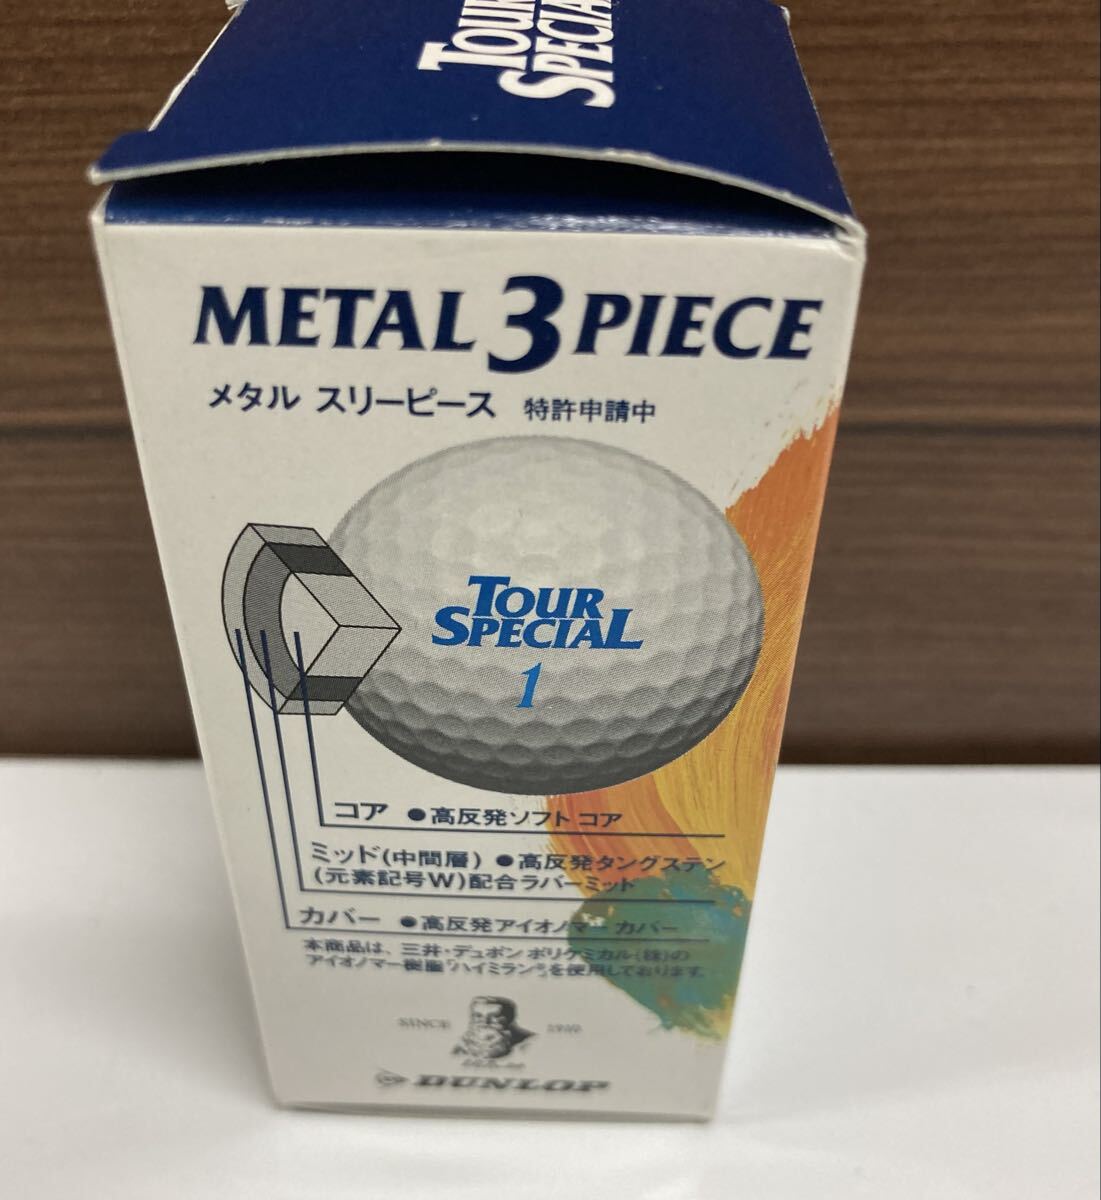 TOUR
SPECIAL
METAL 3 PIECE
メタル スリーピース 特許申請中
TOUR
SPECIAL
1
コア ●高反発ソフト コア
ミッド(中間層) ●高反発タングステン
(元素記号W)配合ラバーミッド
カバー ●高反発アイオノマー カバー
本商品は、三井・デュポン ポリケミカル(株)の
アイオノマー樹脂「ハイミラン®」を使用しております。
SINCE
DUNLOP